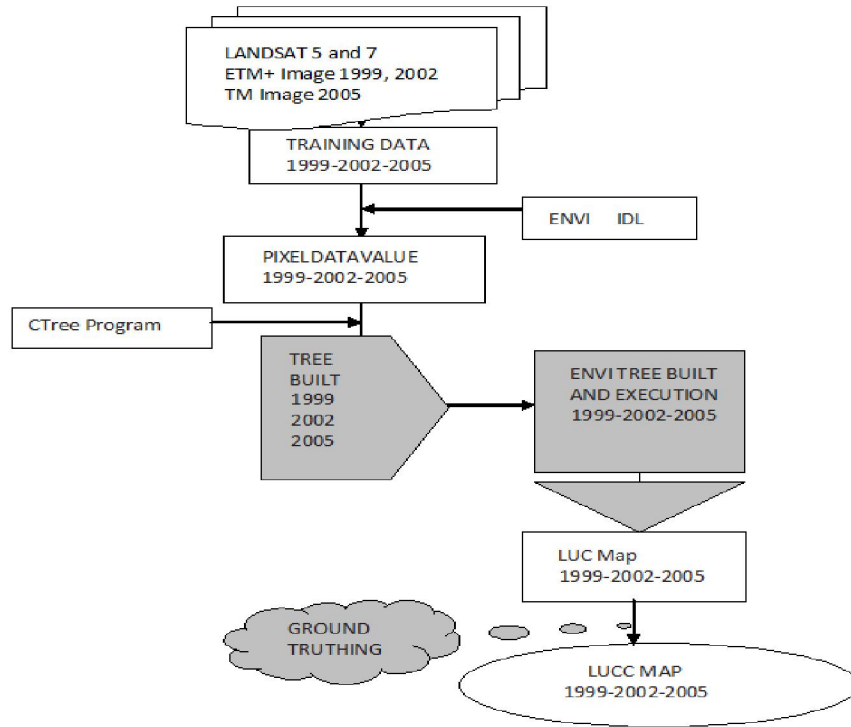 LANDSAT 5 and 7
ETM+ Image 1999, 2002
TM Image 2005
TRAINING DATA
1999-2002-2005
ENVI IDL
PIXELDATAVALUE
1999-2002-2005
CTree Program
TREE
BUILT
1999
2002
2005
ENVI TREE BUILT
AND EXECUTION
1999-2002-2005
LUC Map
1999-2002-2005
GROUND
TRUTHING
LUCC MAP
1999-2002-2005